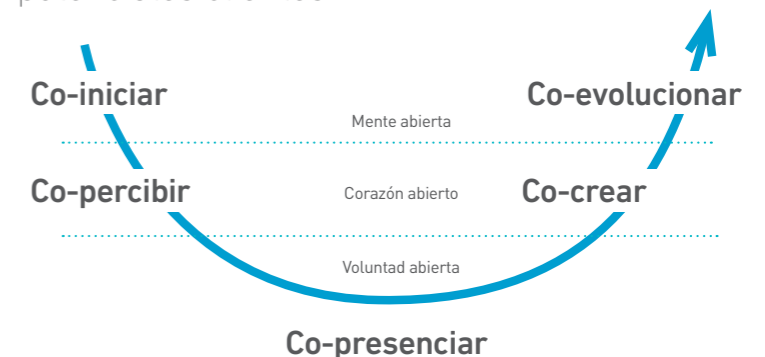 Co-iniciar
Co-evolucionar
Mente abierta
Co-percibir
Corazón abierto
Co-crear
Voluntad abierta
Co-presenciar